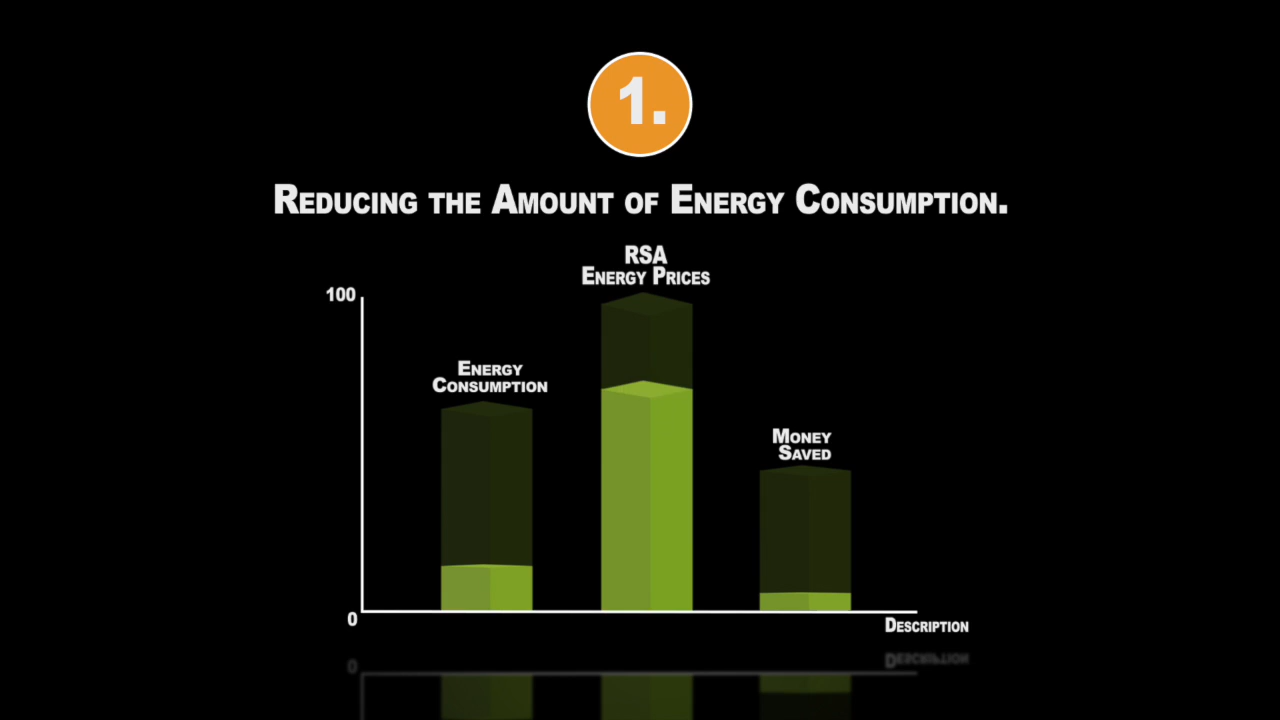 1.
Reducing the Amount of Energy Consumption.
RSA
Energy Prices
100
Energy
Consumption
Money
Saved
0
Description